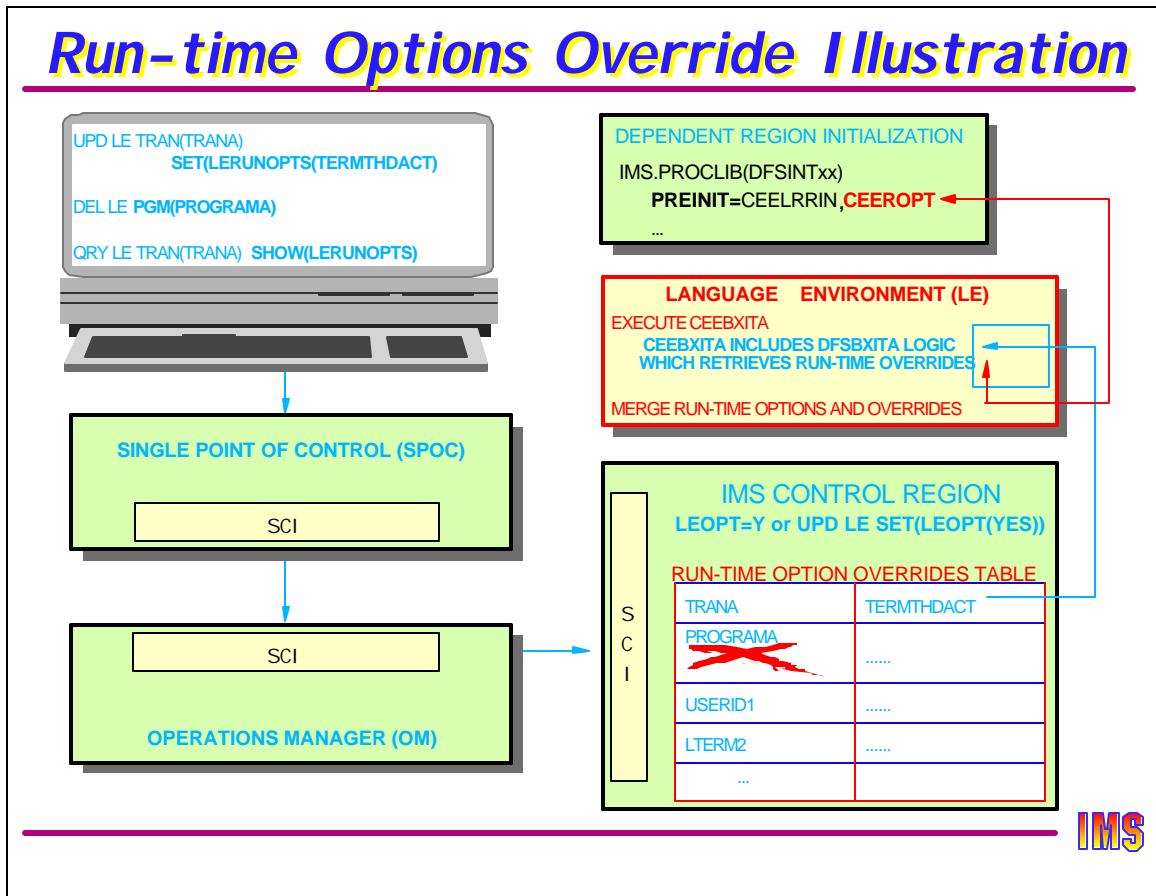 Run-time Options Override Illustration
UPD LE TRAN(TRANA)
SET(LERUNOPTS(TERMTHDACT)
DEL LE PGM(PROGRAMA)
QRY LE TRAN(TRANA) SHOW(LERUNOPTS)
SINGLE POINT OF CONTROL (SPOC)
SCI
SCI
OPERATIONS MANAGER (OM)
DEPENDENT REGION INITIALIZATION
IMS.PROCLIB(DFSINTxx)
PREINIT=CEELRRIN,CEEROPT
...
LANGUAGE ENVIRONMENT (LE)
EXECUTE CEEBXITA
CEEBXITA INCLUDES DFSBXITA LOGIC
WHICH RETRIEVES RUN-TIME OVERRIDES
MERGE RUN-TIME OPTIONS AND OVERRIDES
IMS CONTROL REGION
LEOPT=Y or UPD LE SET(LEOPT(YES))
RUN-TIME OPTION OVERRIDES TABLE
S
C
I
TRANA TERMTHDACT
PROGRAMA ......
USERID1 ......
LTERM2 ......
...
IMS